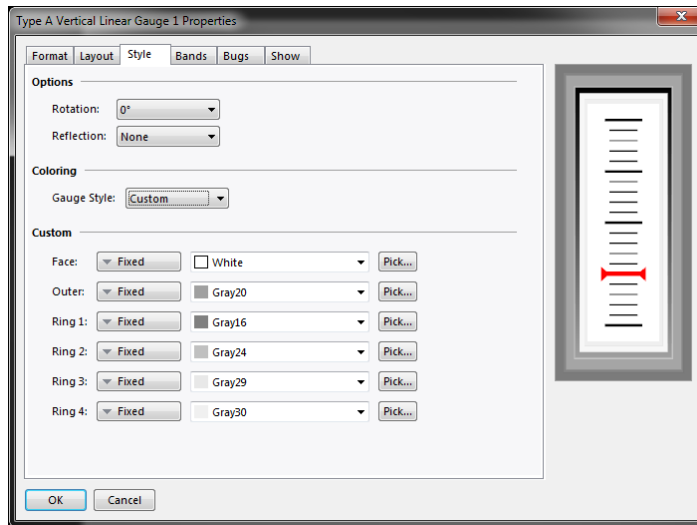 Type A Vertical Linear Gauge 1 Properties
Format Layout Style Bands Bugs Show
Options
Rotation: 0°
Reflection: None
Coloring
Gauge Style: Custom
Custom
Face: Fixed White Pick...
Outer: Fixed Gray20 Pick...
Ring 1: Fixed Gray16 Pick...
Ring 2: Fixed Gray24 Pick...
Ring 3: Fixed Gray29 Pick...
Ring 4: Fixed Gray30 Pick...
OK Cancel